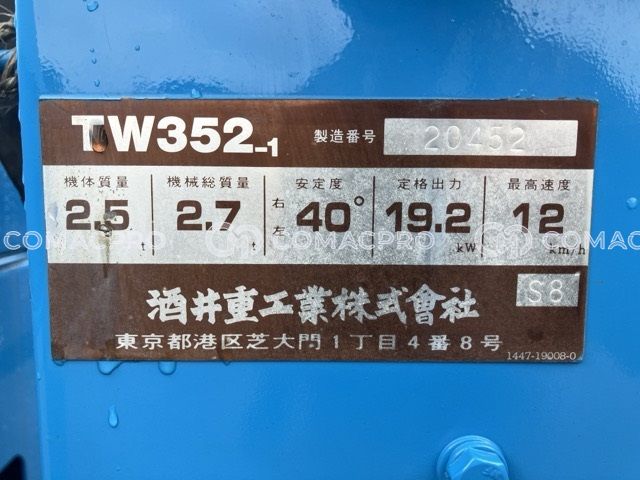 TW352-1 製造番号 20452
機体質量 機械総質量 安定度 定格出力 最高速度
2.5 t 2.7 t 右 左 40° 19.2 kW 12 km/h
COMACPRO COMACPRO COMACPRO
酒井重工業株式會社 S8
東京都港区芝大門1丁目4番8号
1447-19008-0